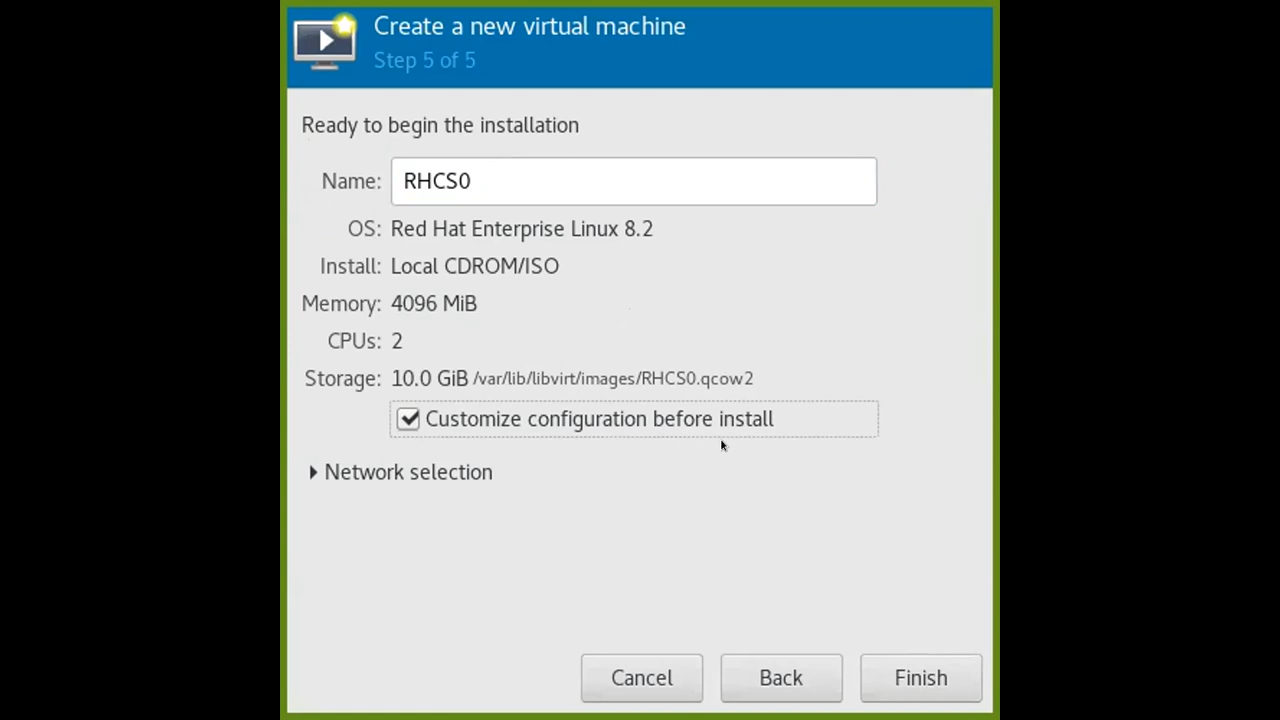 Create a new virtual machine
Step 5 of 5
Ready to begin the installation
Name: RHCS0
OS: Red Hat Enterprise Linux 8.2
Install: Local CDROM/ISO
Memory: 4096 MiB
CPUs: 2
Storage: 10.0 GiB /var/lib/libvirt/images/RHCS0.qcow2
Customize configuration before install
Network selection
Cancel Back Finish